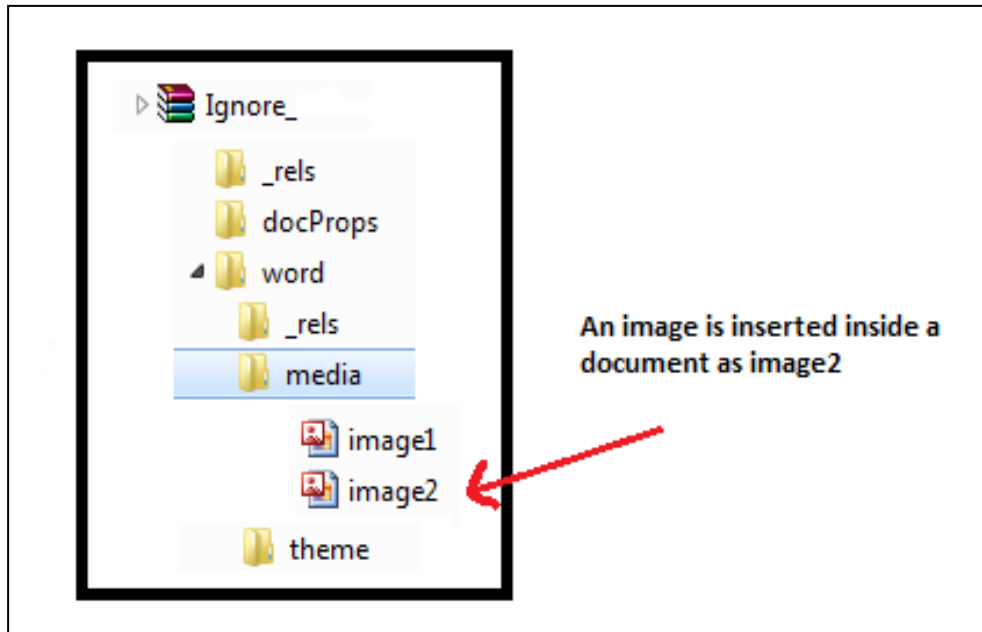 Ignore_
_rels
docProps
word
_rels
media
image1
image2
theme
An image is inserted inside a
document as image2